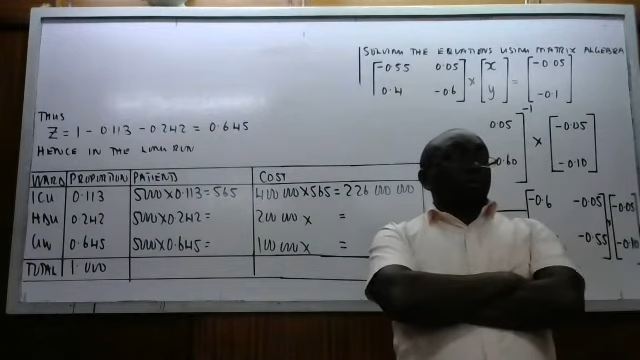 SOLVING THE EQUATIONS USING MATRIX ALGEBRA
[-0.55 0.05] × [x] = [-0.05]
[0.4 -0.6] [y] [-0.1]
THUS
Z = 1 - 0.113 - 0.242 = 0.645
HENCE IN THE LONG RUN
0.05 ]⁻¹ × [-0.05]
-0.60 ] [-0.10]
[-0.6 -0.05] [-0.05]
-0.55] [-0.10]
WARD PROPORTION PATIENT COST
ICU 0.113 5000×0.113 = 565 400 000×565 = 226 000 000
HDU 0.242 5000×0.242 = 200 000 × =
GW 0.645 5000×0.645 = 100 000 × =
TOTAL 1.000